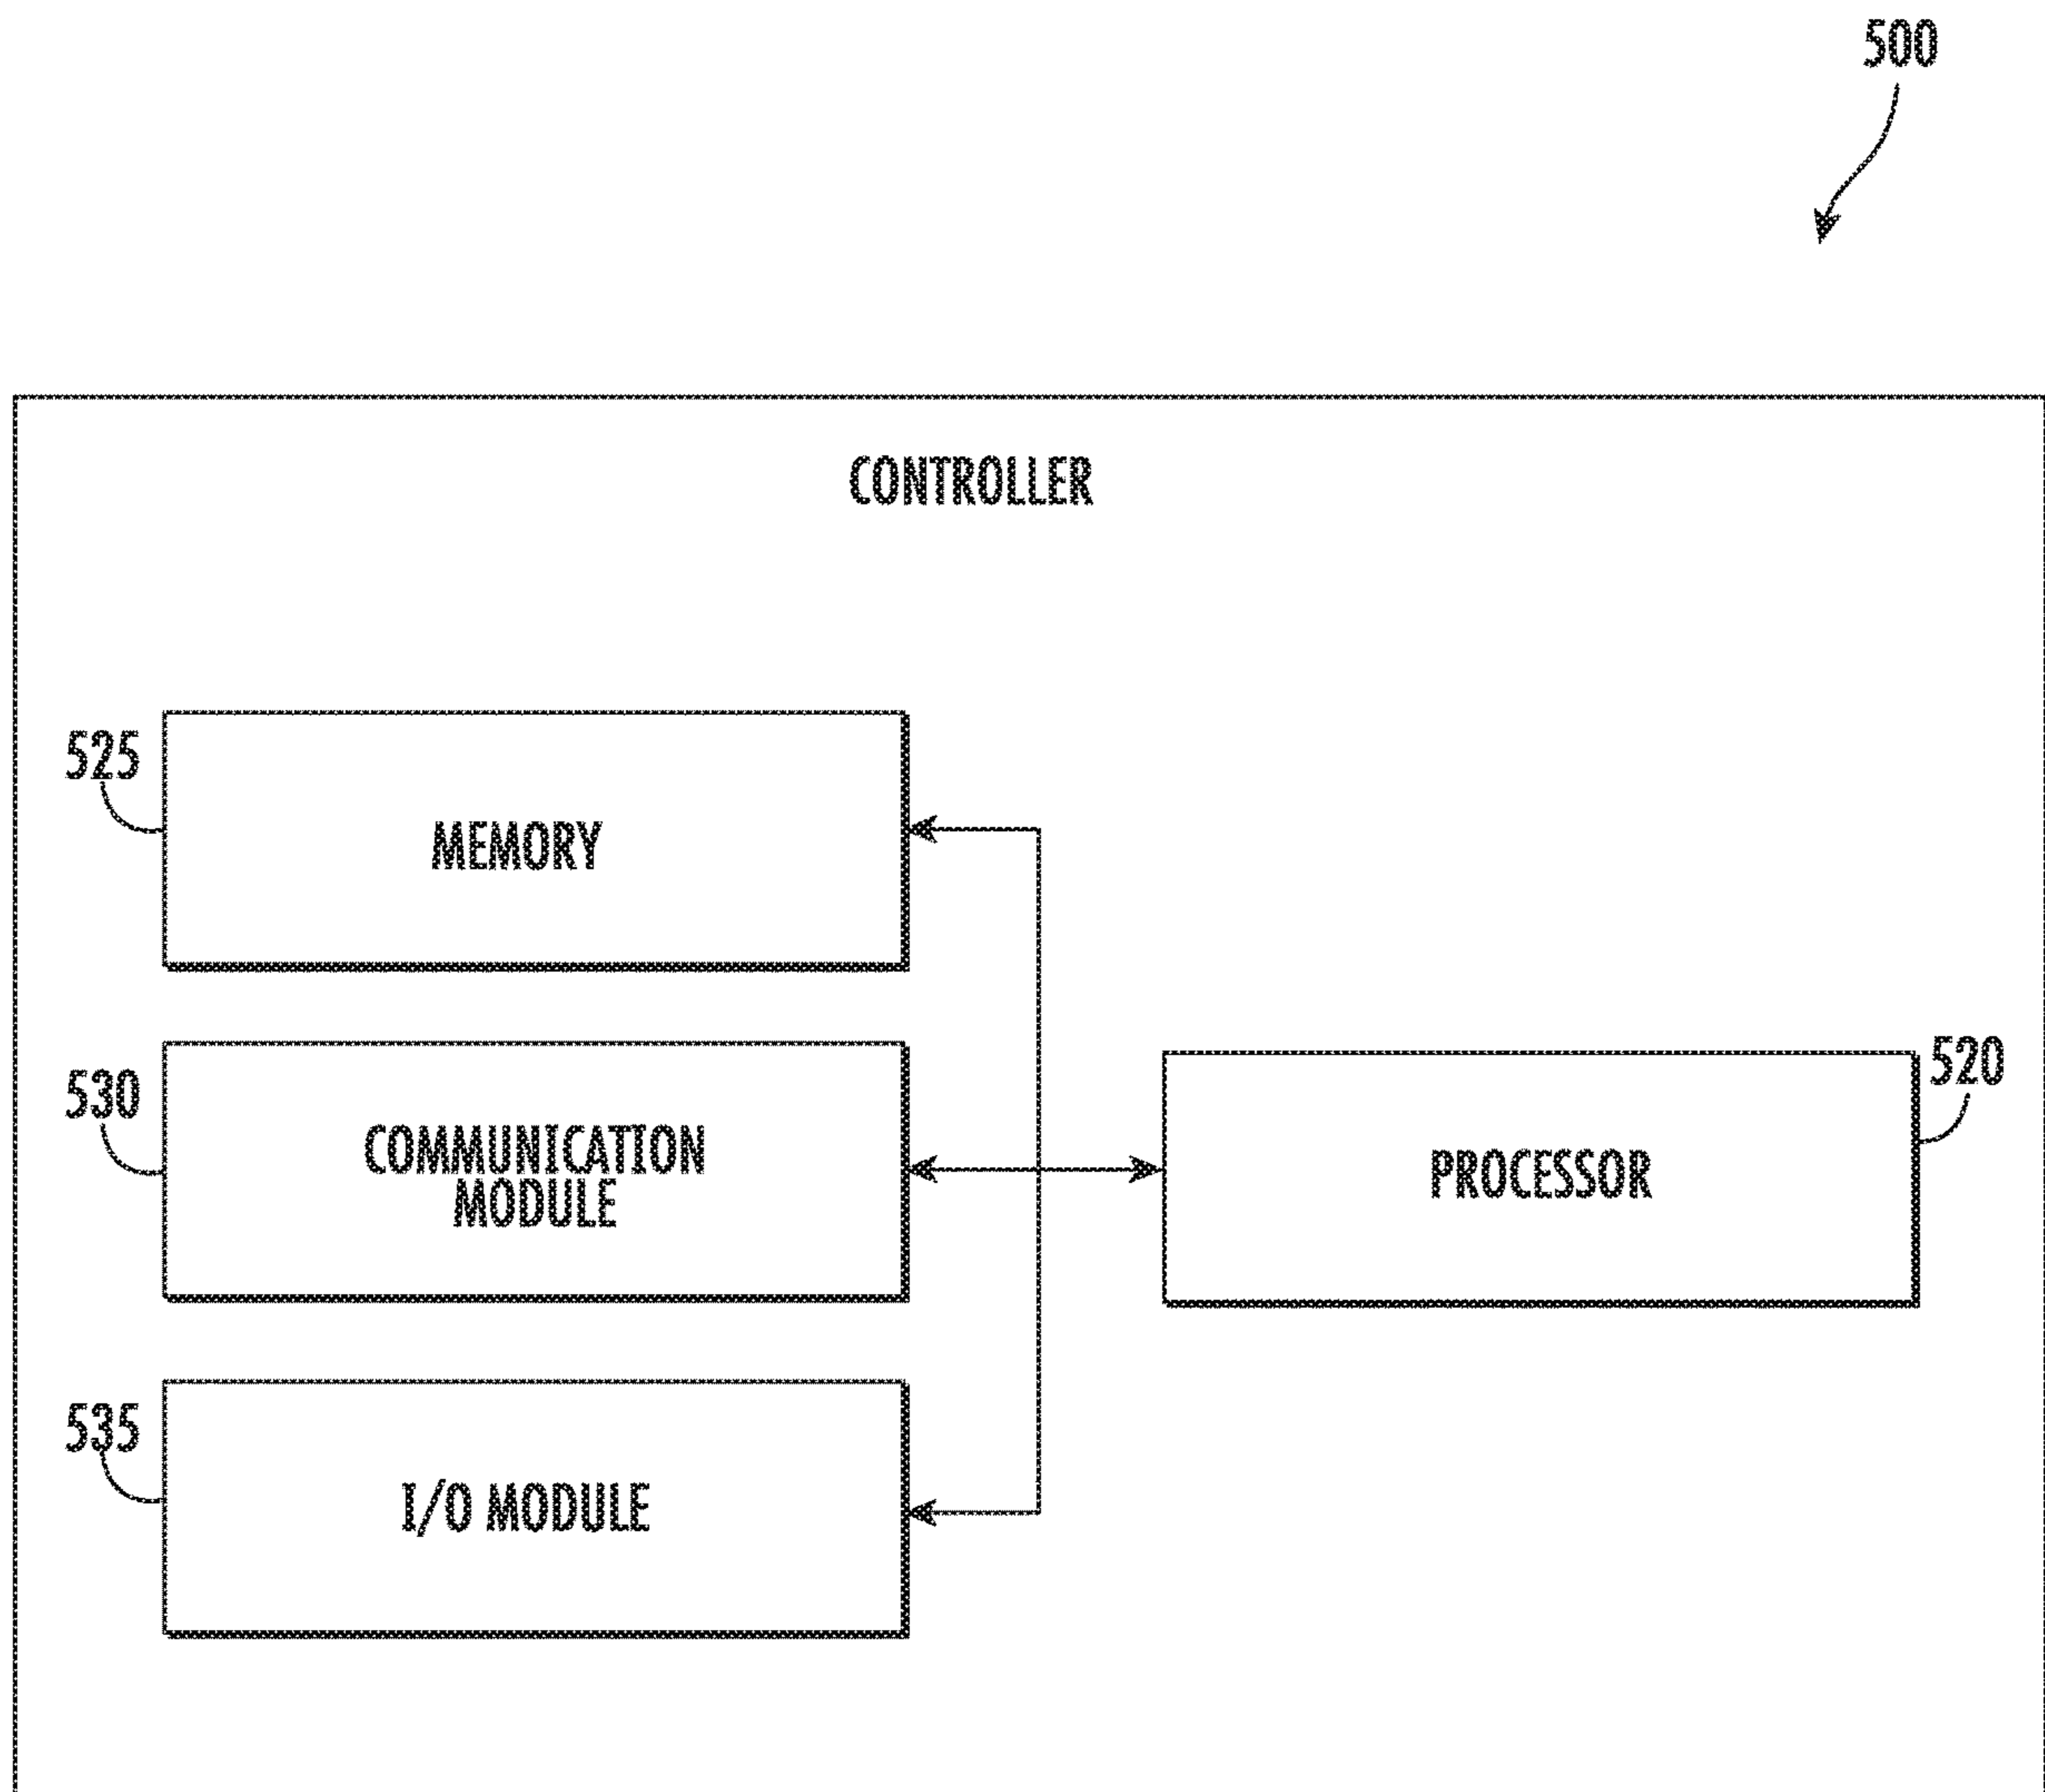 500
CONTROLLER
525
MEMORY
530
COMMUNICATION
MODULE
520
PROCESSOR
535
I/O MODULE